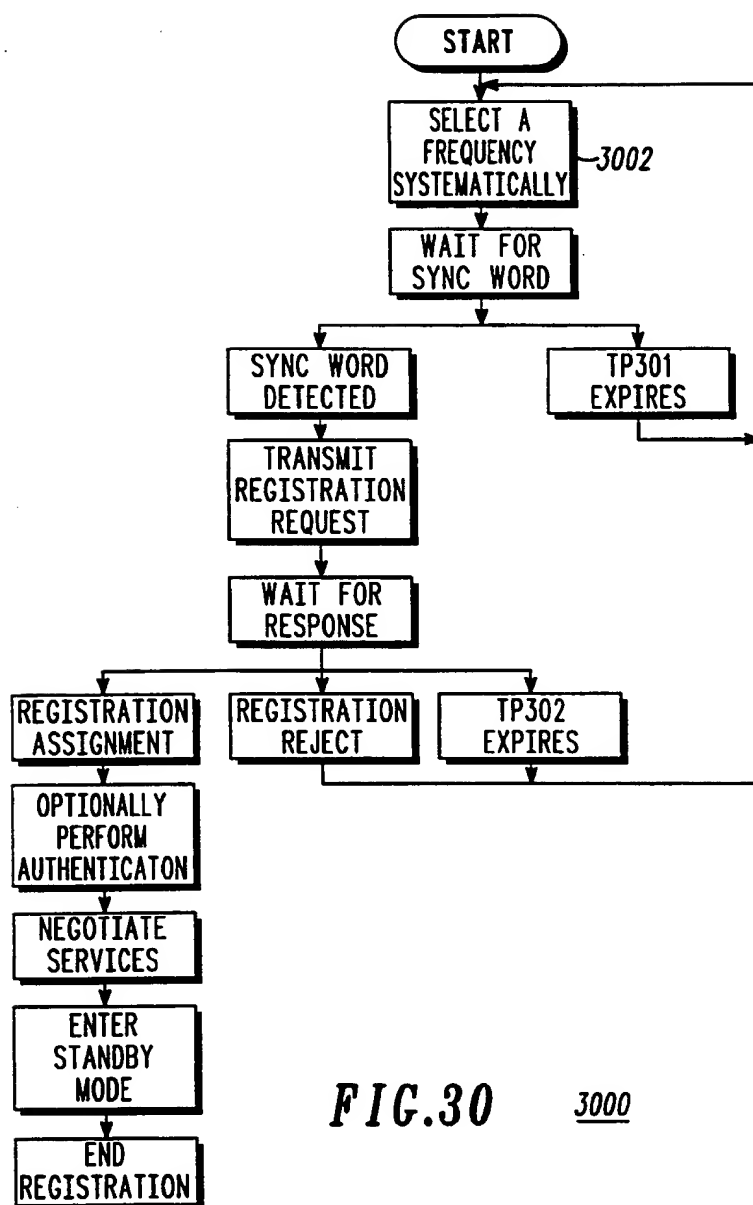 START
SELECT A
FREQUENCY
SYSTEMATICALLY
3002
WAIT FOR
SYNC WORD
SYNC WORD
DETECTED
TP301
EXPIRES
TRANSMIT
REGISTRATION
REQUEST
WAIT FOR
RESPONSE
REGISTRATION
ASSIGNMENT
REGISTRATION
REJECT
TP302
EXPIRES
OPTIONALLY
PERFORM
AUTHENTICATON
NEGOTIATE
SERVICES
ENTER
STANDBY
MODE
END
REGISTRATION
FIG.30
3000